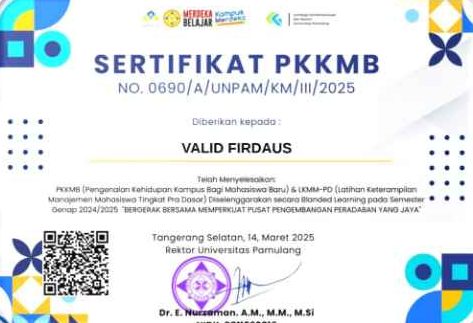 MERDEKA
BELAJAR
Kampus
Merdeka
SERTIFIKAT PKKMB
NO. 0690/A/UNPAM/KM/III/2025
Diberikan kepada :
VALID FIRDAUS
Telah Menyelesaikan:
PKKMB (Pengenalan Kehidupan Kampus Bagi Mahasiswa Baru) & LKMM-PD (Latihan Keterampilan
Manajemen Mahasiswa Tingkat Pra Dasar) Diselenggarakan secara Blended Learning pada Semester
Genap 2024/2025 "BERGERAK BERSAMA MEMPERKUAT PUSAT PENGEMBANGAN PERADABAN YANG JAYA"
Tangerang Selatan, 14, Maret 2025
Rektor Universitas Pamulang
Dr. E. Nurzaman. A.M., M.M., M.Si